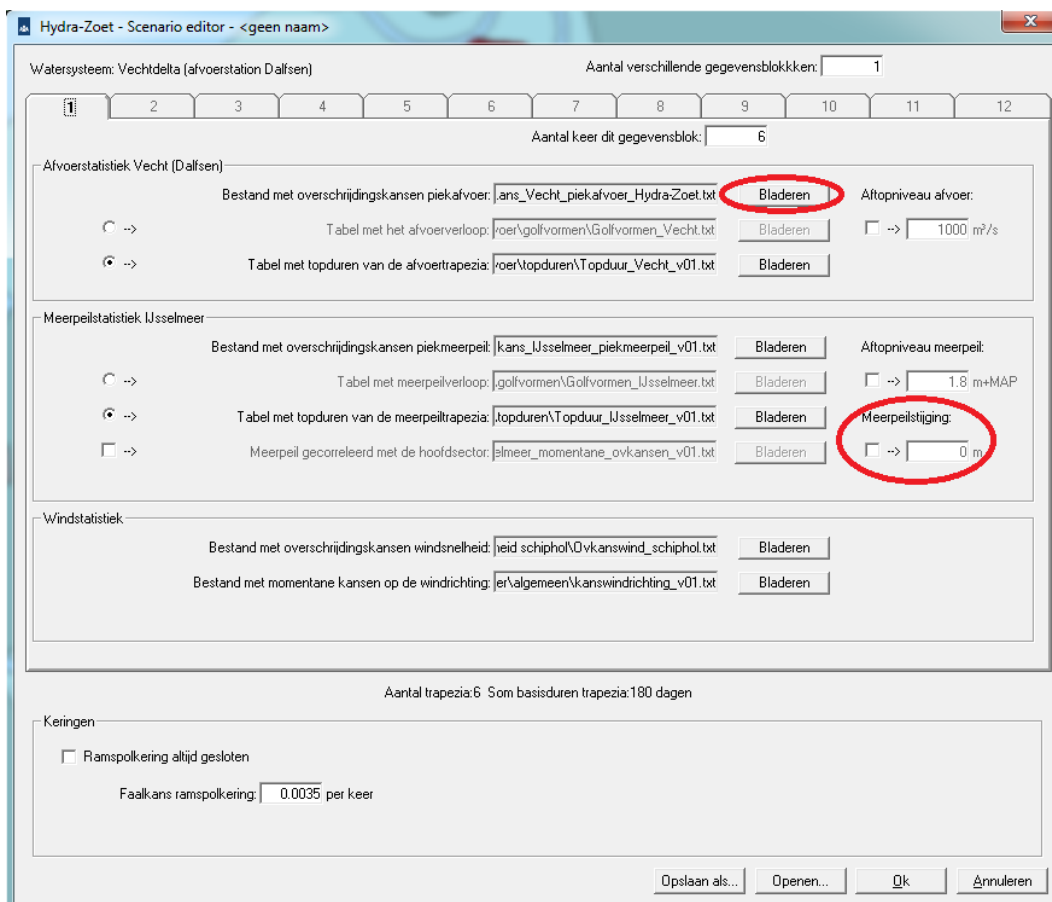 Hydra-Zoet - Scenario editor - <geen naam>
Watersysteem: Vechtdelta (afvoerstation Dalfsen) Aantal verschillende gegevensblokkken: 1
1 2 3 4 5 6 7 8 9 10 11 12
Aantal keer dit gegevensblok: 6
Afvoerstatistiek Vecht (Dalfsen)
Bestand met overschrijdingskansen piekafvoer: .ans_Vecht_piekafvoer_Hydra-Zoet.txt Bladeren Aftopniveau afvoer:
--> Tabel met het afvoerverloop: voer\golfvormen\Golfvormen_Vecht.txt Bladeren --> 1000 m³/s
--> Tabel met topduren van de afvoertrapezia: voer\topduren\Topduur_Vecht_v01.txt Bladeren
Meerpeilstatistiek IJsselmeer
Bestand met overschrijdingskansen piekmeerpeil: kans_IJsselmeer_piekmeerpeil_v01.txt Bladeren Aftopniveau meerpeil:
--> Tabel met meerpeilverloop: .golfvormen\Golfvormen_IJsselmeer.txt Bladeren --> 1.8 m+MAP
--> Tabel met topduren van de meerpeiltrapezia: .topduren\Topduur_IJsselmeer_v01.txt Bladeren Meerpeilstijging:
--> Meerpeil gecorreleerd met de hoofdsector: elmeer_momentane_ovkansen_v01.txt Bladeren --> 0 m
Windstatistiek
Bestand met overschrijdingskansen windsnelheid: heid schiphol\Ovkanswind_schiphol.txt Bladeren
Bestand met momentane kansen op de windrichting: er\algemeen\kanswindrichting_v01.txt Bladeren
Aantal trapezia:6 Som basisduren trapezia:180 dagen
Keringen
Ramspolkering altijd gesloten
Faalkans ramspolkering: 0.0035 per keer
Opslaan als... Openen... Ok Annuleren